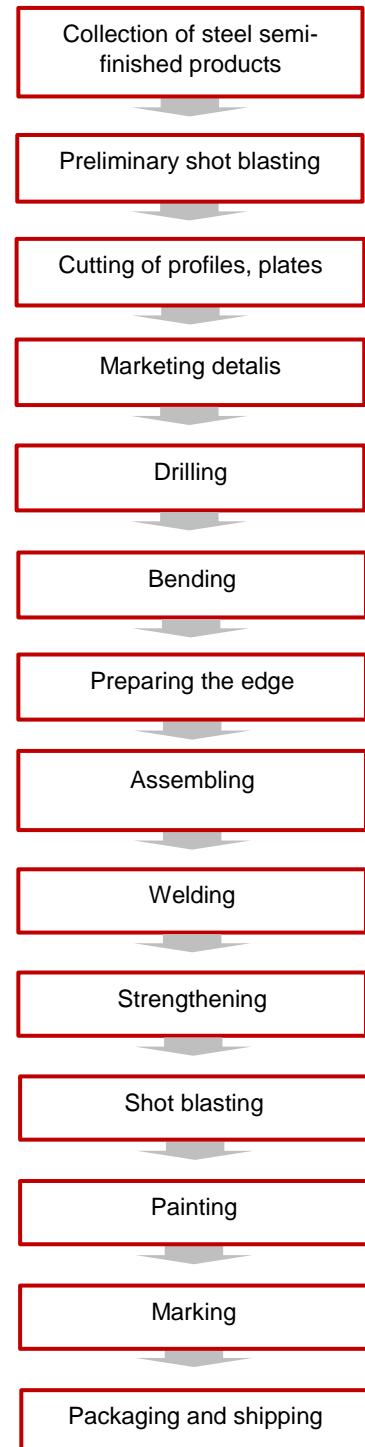 Collection of steel semi-
finished products
Preliminary shot blasting
Cutting of profiles, plates
Marketing detalis
Drilling
Bending
Preparing the edge
Assembling
Welding
Strengthening
Shot blasting
Painting
Marking
Packaging and shipping